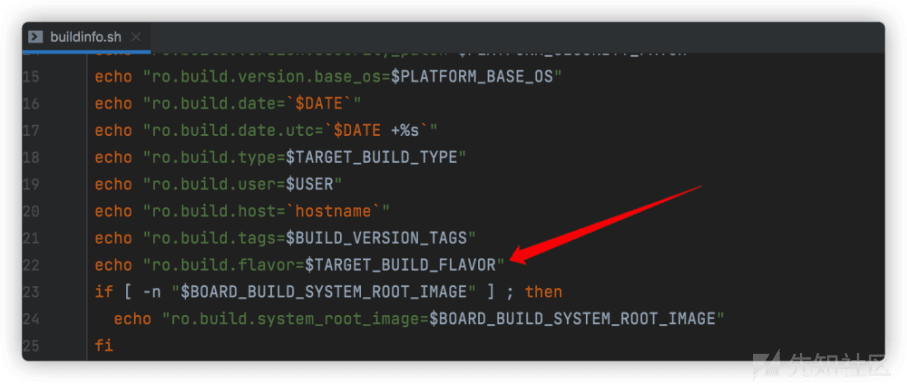 buildinfo.sh
15 echo "ro.build.version.base_os=$PLATFORM_BASE_OS"
16 echo "ro.build.date=`$DATE`"
17 echo "ro.build.date.utc=`$DATE +%s`"
18 echo "ro.build.type=$TARGET_BUILD_TYPE"
19 echo "ro.build.user=$USER"
20 echo "ro.build.host=`hostname`"
21 echo "ro.build.tags=$BUILD_VERSION_TAGS"
22 echo "ro.build.flavor=$TARGET_BUILD_FLAVOR"
23 if [ -n "$BOARD_BUILD_SYSTEM_ROOT_IMAGE" ] ; then
24 echo "ro.build.system_root_image=$BOARD_BUILD_SYSTEM_ROOT_IMAGE"
25 fi
先知社区